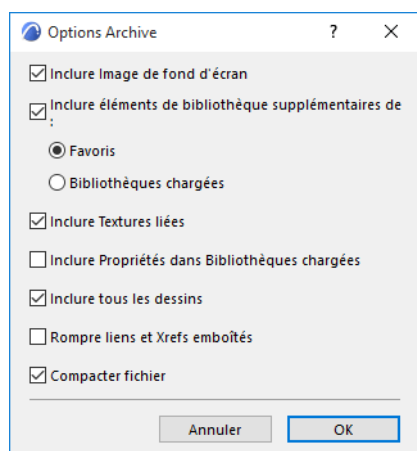 Options Archive
?
Inclure Image de fond d'écran
Inclure éléments de bibliothèque supplémentaires de
:
Favoris
Bibliothèques chargées
Inclure Textures liées
Inclure Propriétés dans Bibliothèques chargées
Inclure tous les dessins
Rompre liens et Xrefs emboîtés
Compacter fichier
Annuler
OK